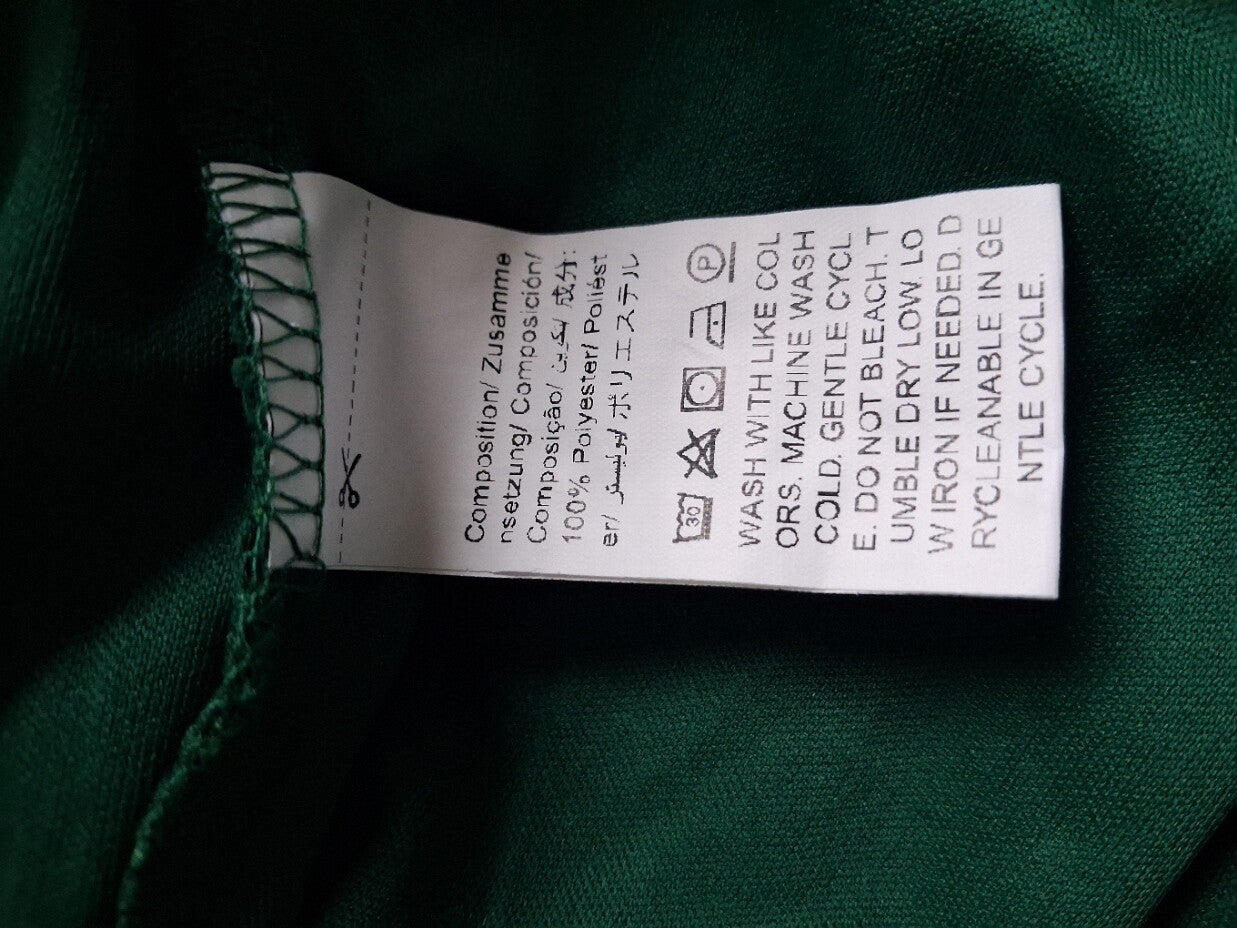 Composition/ Zusamme
nsetzung/ Composición/
Composição/ تكوين/ 成分:
100% Polyester/ Poliést
er/ بوليستر/ ポリエステル
30 P
WASH WITH LIKE COL
ORS. MACHINE WASH
COLD. GENTLE CYCL
E. DO NOT BLEACH. T
UMBLE DRY LOW. LO
W IRON IF NEEDED. D
RYCLEANABLE IN GE
NTLE CYCLE.